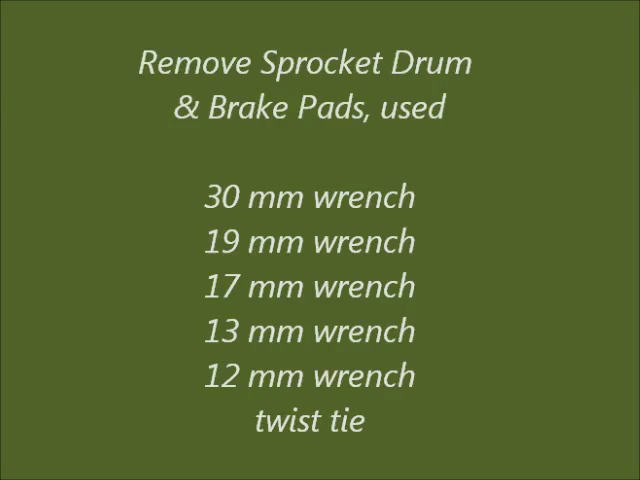 Remove Sprocket Drum
& Brake Pads, used
30 mm wrench
19 mm wrench
17 mm wrench
13 mm wrench
12 mm wrench
twist tie